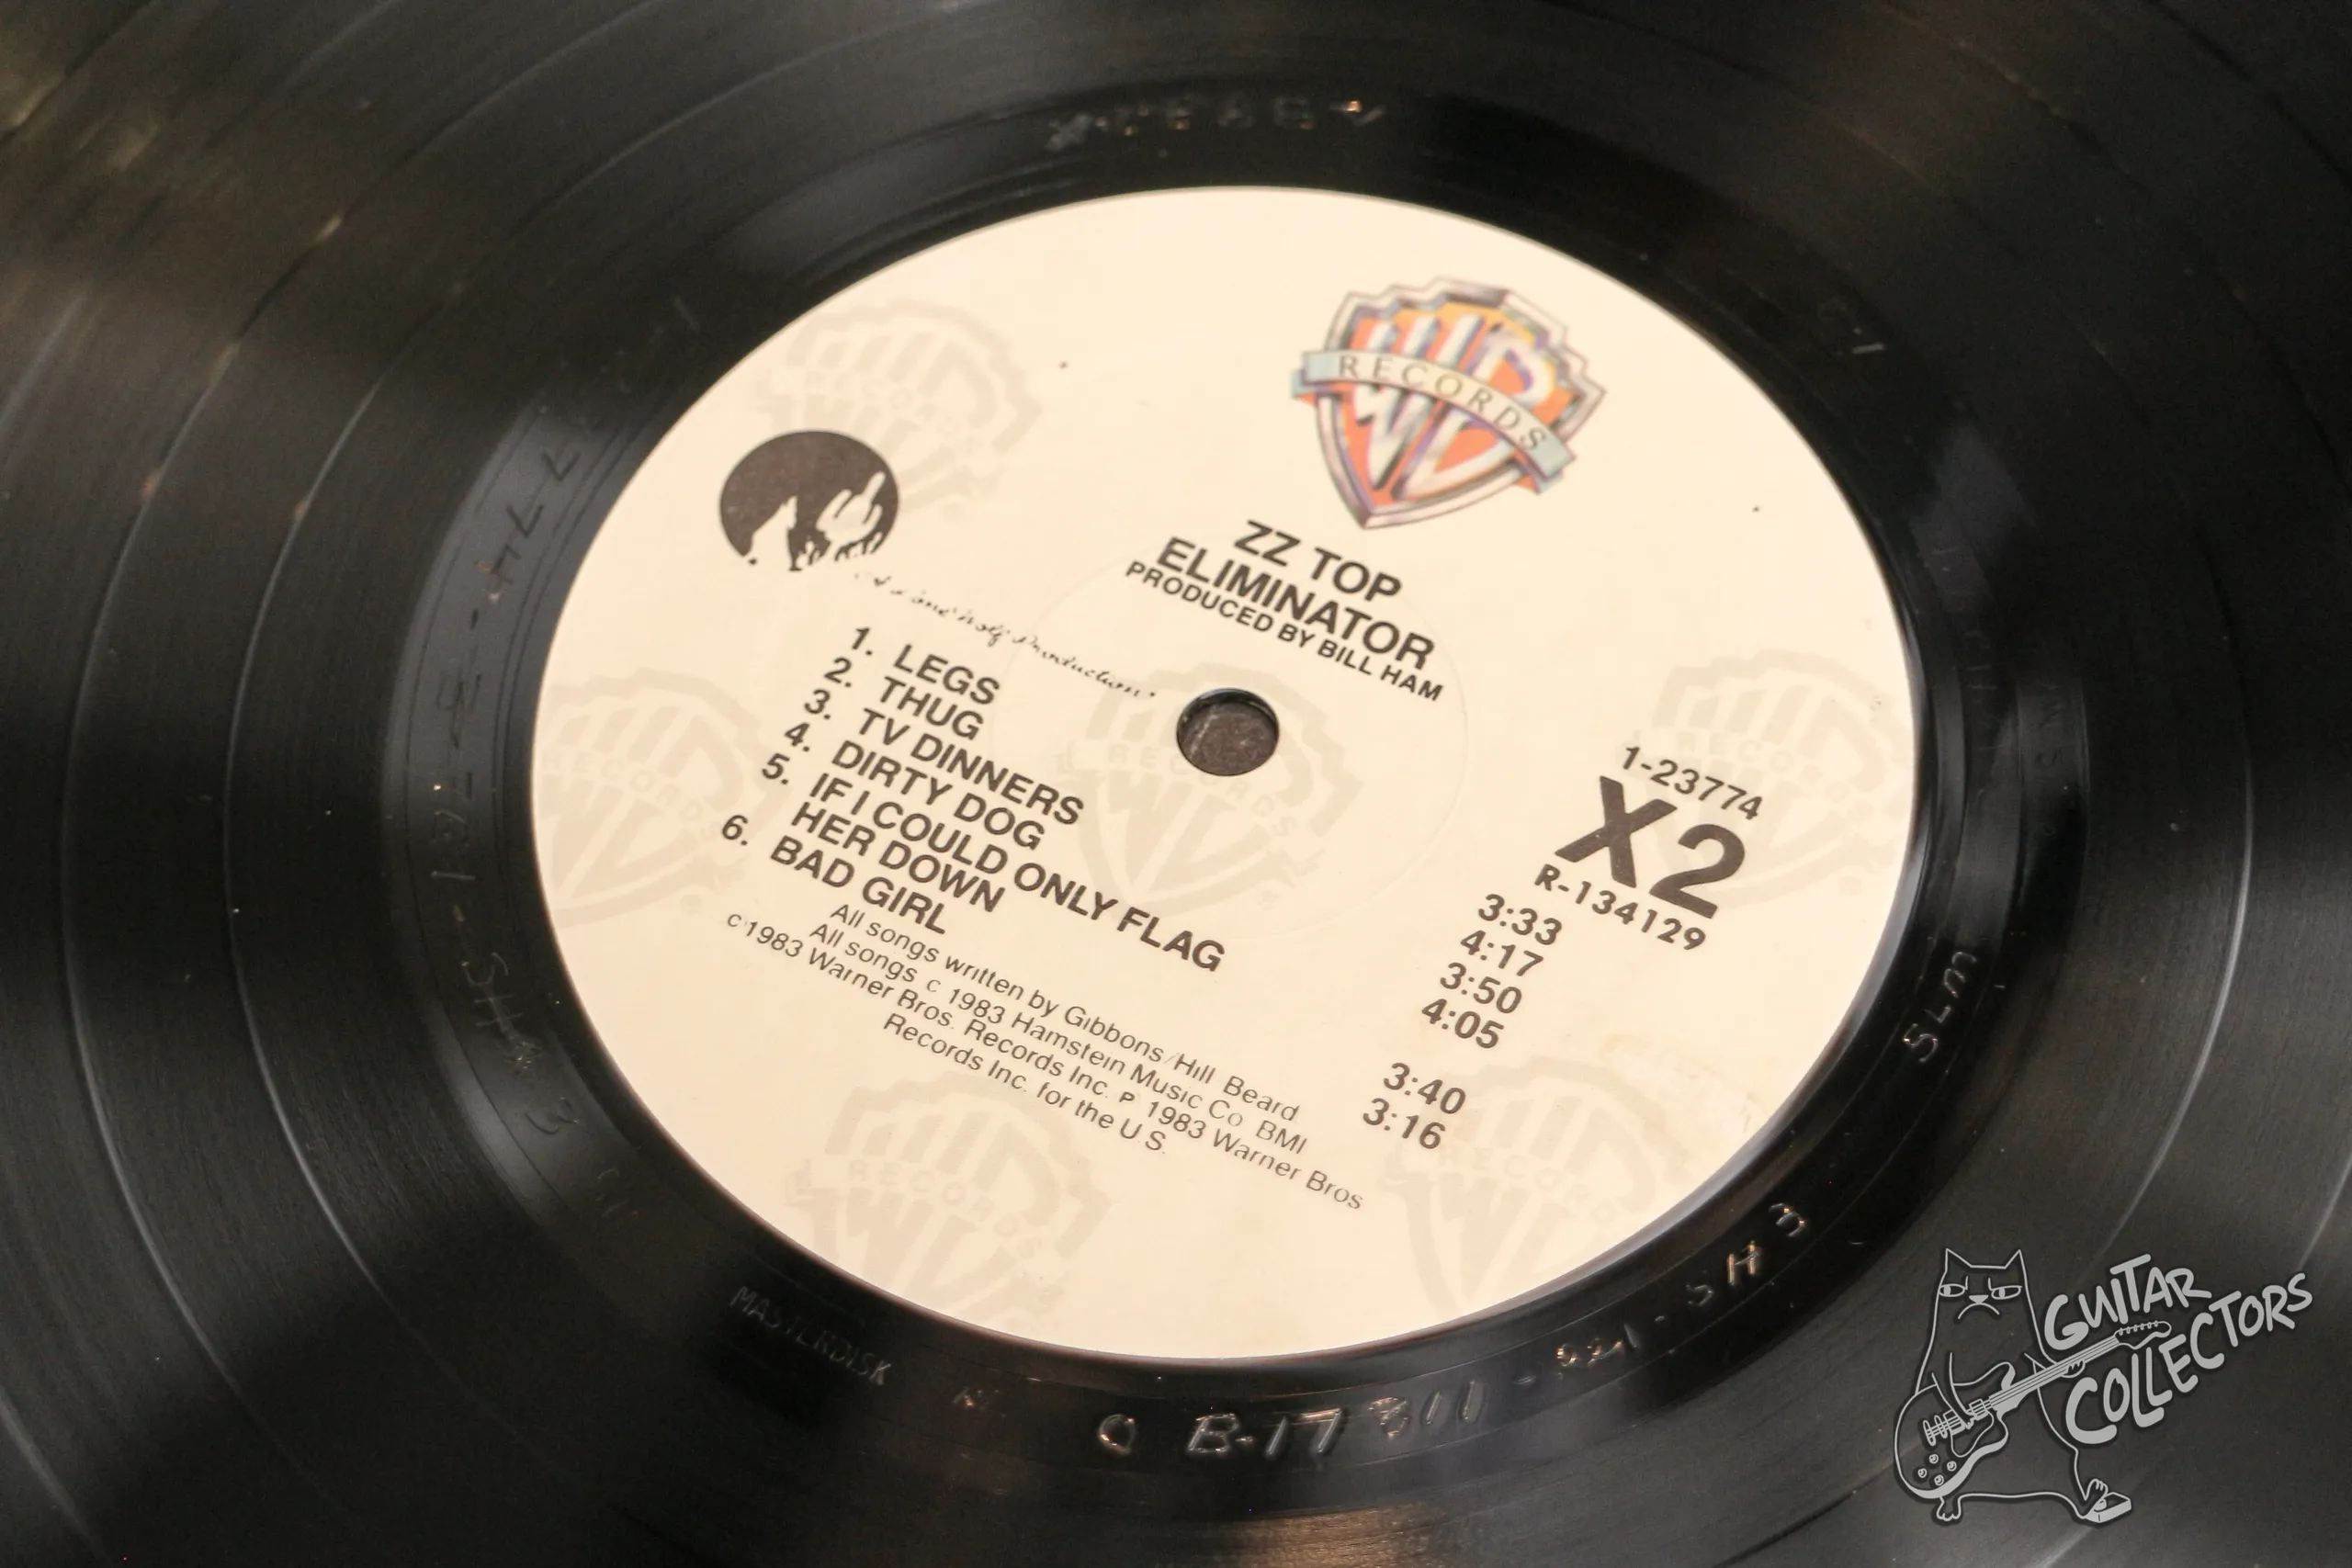 RECORDS
ZZ TOP
ELIMINATOR
PRODUCED BY BILL HAM
1-23774
X2
R-134129
1. LEGS 3:33
2. THUG 4:17
3. TV DINNERS 3:50
4. DIRTY DOG 4:05
5. IF I COULD ONLY FLAG
HER DOWN 3:40
6. BAD GIRL 3:16
All songs written by Gibbons/Hill Beard
All songs c 1983 Hamstein Music Co BMI
c 1983 Warner Bros. Records Inc. P 1983 Warner Bros
Records Inc. for the U S.
MASTERDISK
SLM
GUITAR
COLLECTORS